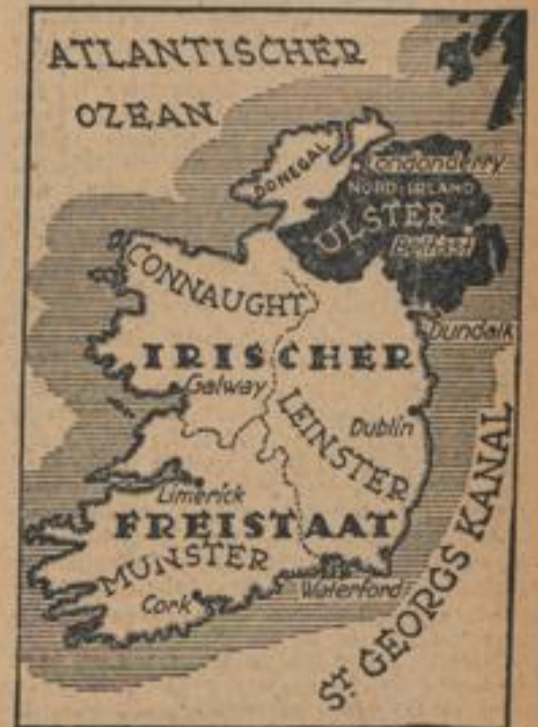 ATLANTISCHER
OZEAN
DONEGAL
Londonderry
NORD-IRLAND
ULSTER
Belfast
CONNAUGHT
Dundalk
IRISCHER
Galway
LEINSTER
Dublin
Limerick
FREISTAAT
MUNSTER
Waterford
Cork
ST. GEORGS KANAL